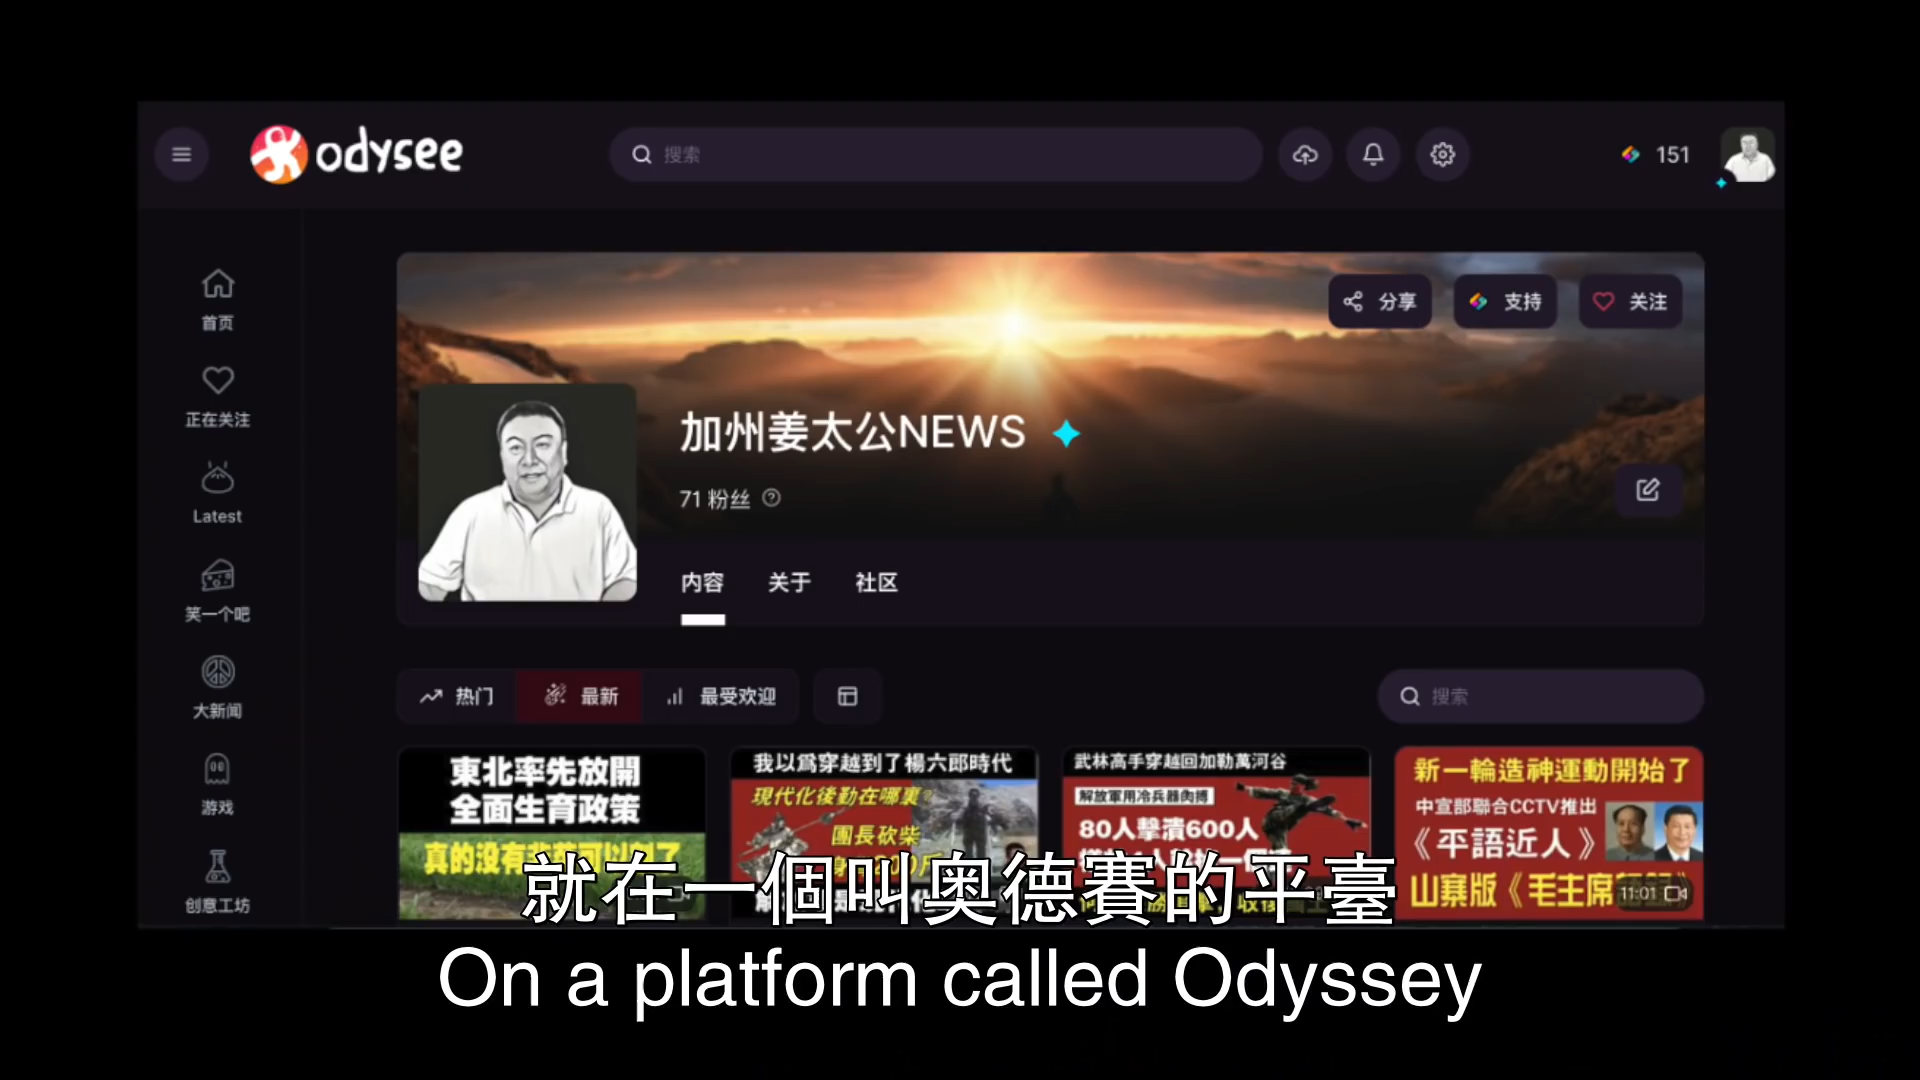 odysee
搜索
151
首页
正在关注
Latest
笑一个吧
大新闻
游戏
创意工坊
分享
支持
关注
加州姜太公NEWS
71 粉丝
内容
关于
社区
热门
最新
最受欢迎
搜索
東北率先放開
全面生育政策
我以爲穿越到了楊六郎時代
現代化後勤在哪裏?
團長砍柴
武林高手穿越回加勒萬河谷
解放軍用冷兵器肉搏
80人擊潰600人
新一輪造神運動開始了
中宣部聯合CCTV推出
《平語近人》
山寨版《毛主席
11:01
就在一個叫奧德賽的平臺
On a platform called Odyssey